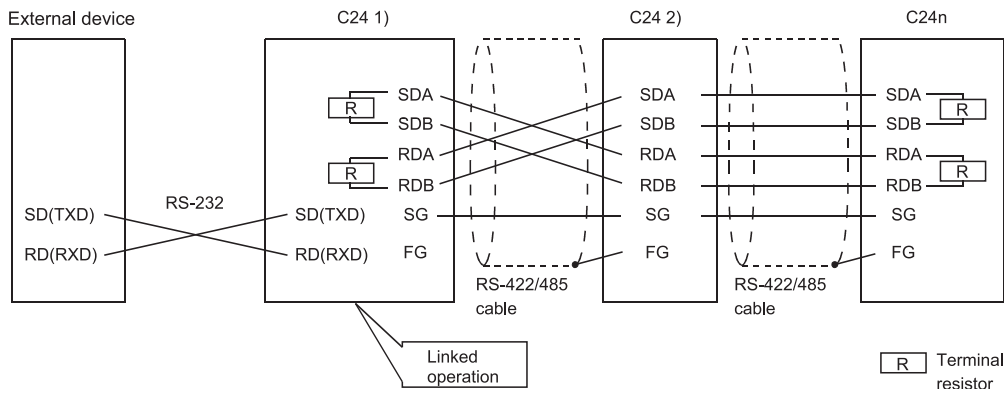 External device
C24 1)
C24 2)
C24n
SDA
SDA
SDA
R
R
SDB
SDB
SDB
RDA
RDA
RDA
R
R
RDB
RDB
RDB
RS-232
SD(TXD)
SD(TXD)
SG
SG
SG
RD(RXD)
RD(RXD)
FG
FG
FG
RS-422/485
cable
RS-422/485
cable
Linked
operation
R
Terminal
resistor